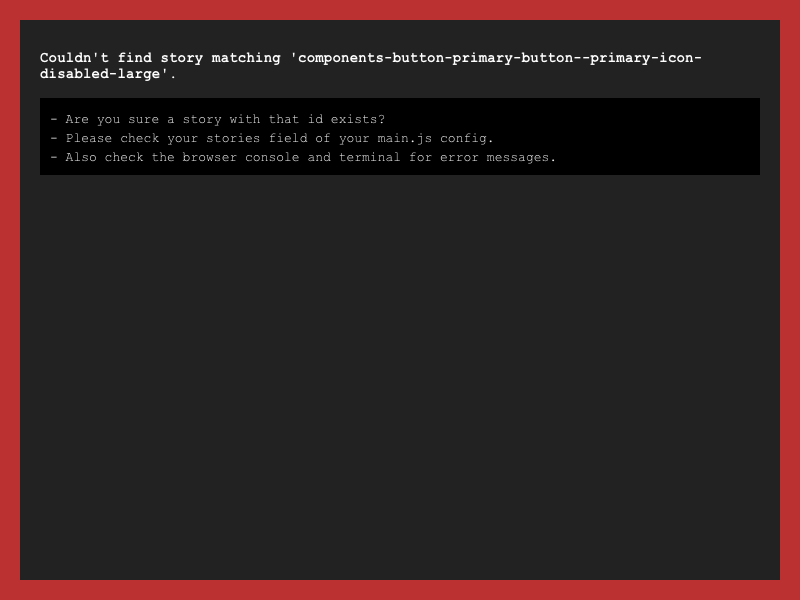 Couldn't find story matching 'components-button-primary-button--primary-icon-
disabled-large'.
- Are you sure a story with that id exists?
- Please check your stories field of your main.js config.
- Also check the browser console and terminal for error messages.